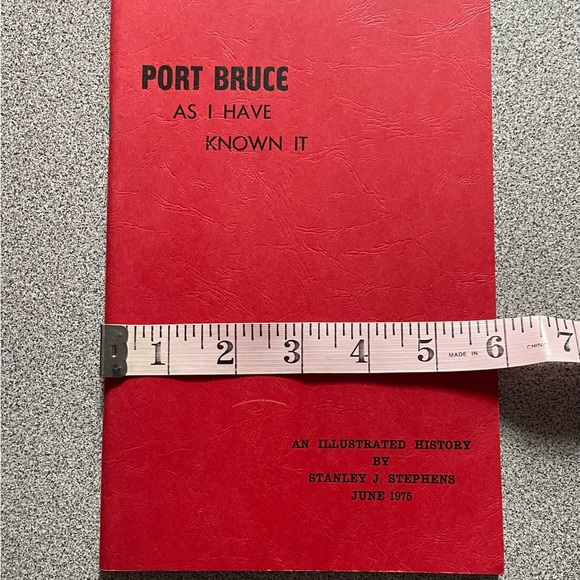 PORT BRUCE
AS I HAVE
KNOWN IT
1 2 3 4 5 MADE IN 6 CHINA 7
AN ILLUSTRATED HISTORY
BY
STANLEY J. STEPHENS
JUNE 1975